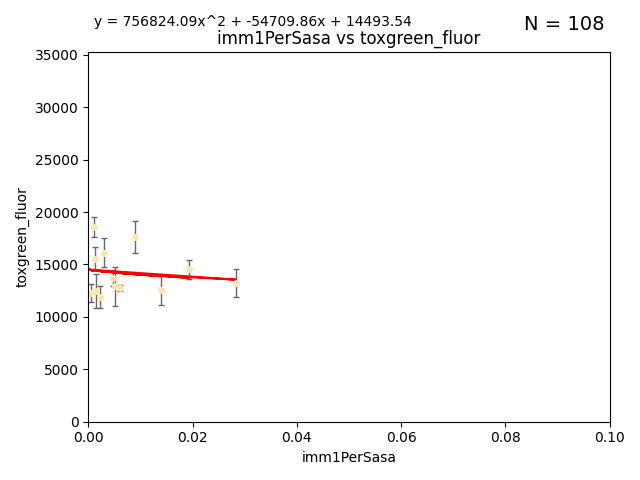 y = 756824.09x^2 + -54709.86x + 14493.54
N = 108
imm1PerSasa vs toxgreen_fluor
35000
30000
25000
20000
15000
10000
5000
0
toxgreen_fluor
0.00 0.02 0.04 0.06 0.08 0.10
imm1PerSasa